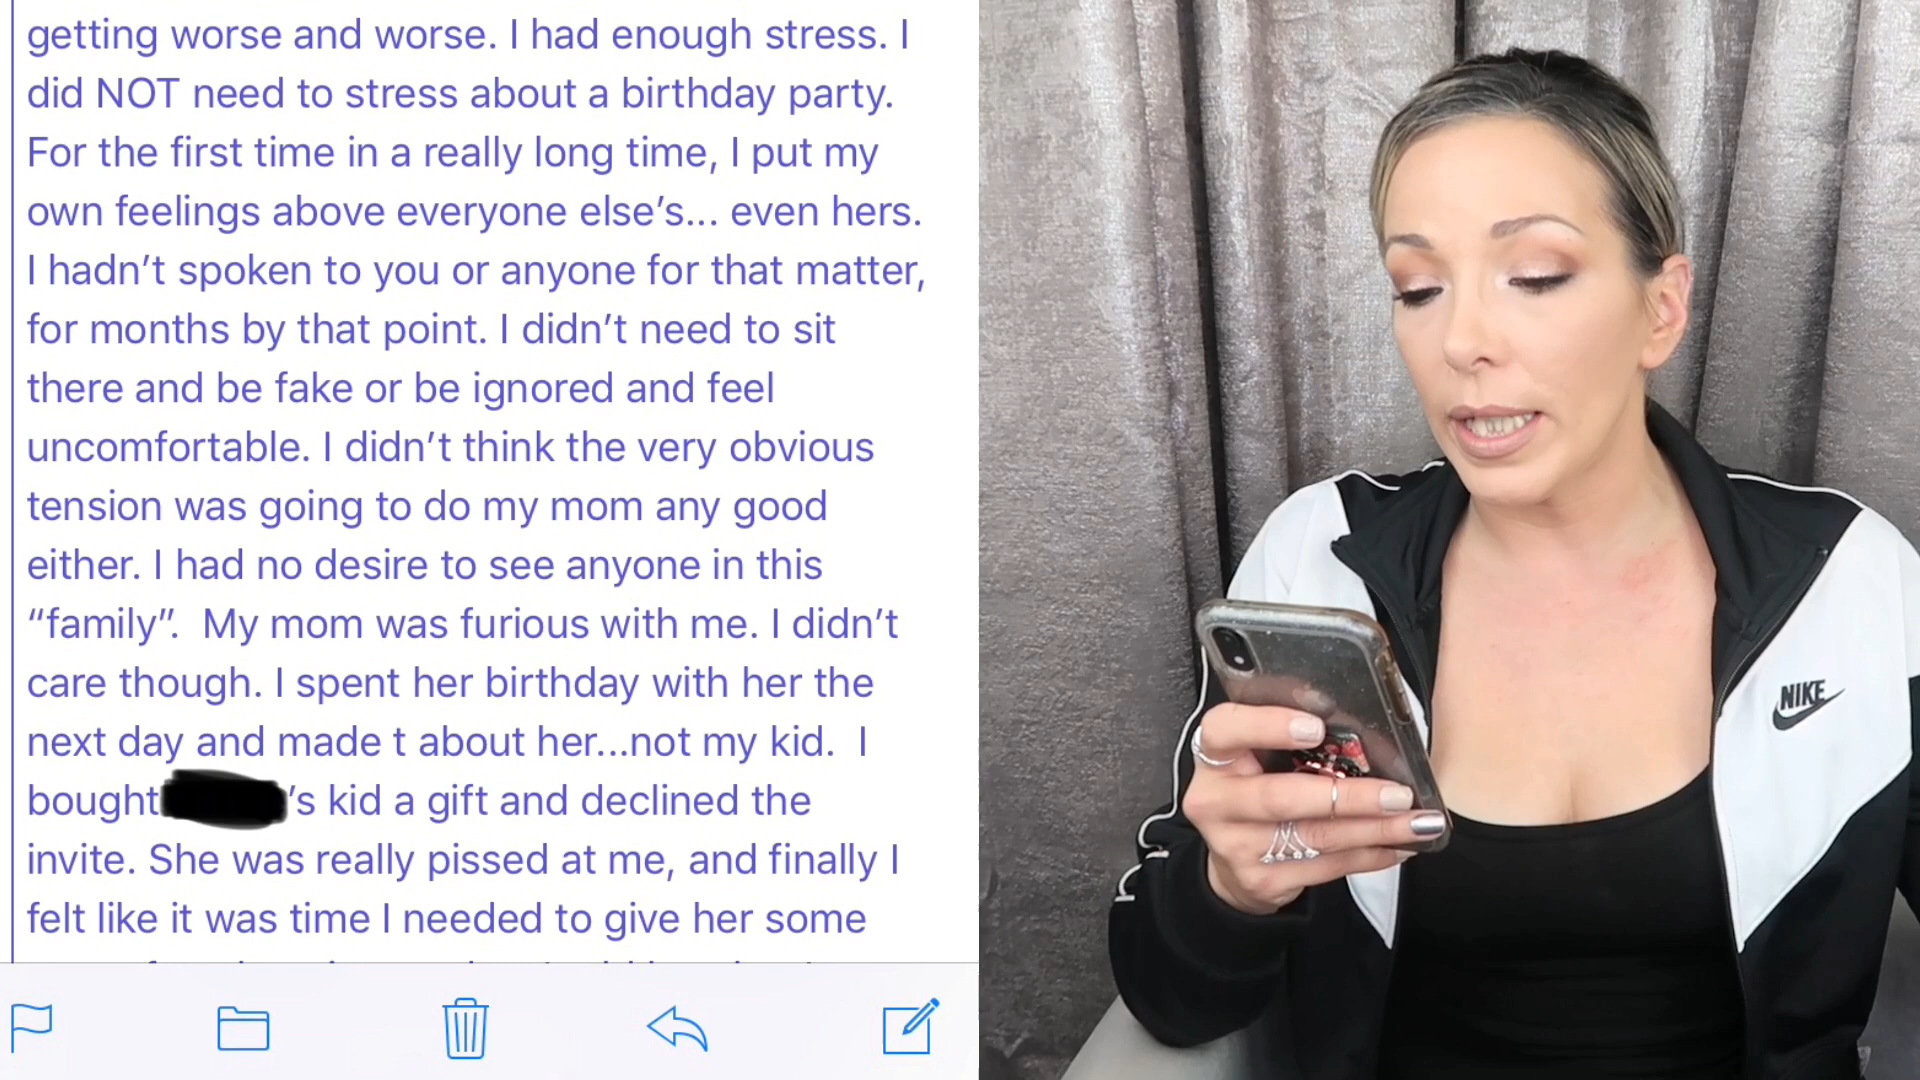 getting worse and worse. I had enough stress. I
did NOT need to stress about a birthday party.
For the first time in a really long time, I put my
own feelings above everyone else’s... even hers.
I hadn’t spoken to you or anyone for that matter,
for months by that point. I didn’t need to sit
there and be fake or be ignored and feel
uncomfortable. I didn’t think the very obvious
tension was going to do my mom any good
either. I had no desire to see anyone in this
“family”.  My mom was furious with me. I didn’t
care though. I spent her birthday with her the
next day and made t about her...not my kid.  I
bought ’s kid a gift and declined the
invite. She was really pissed at me, and finally I
felt like it was time I needed to give her some
NIKE